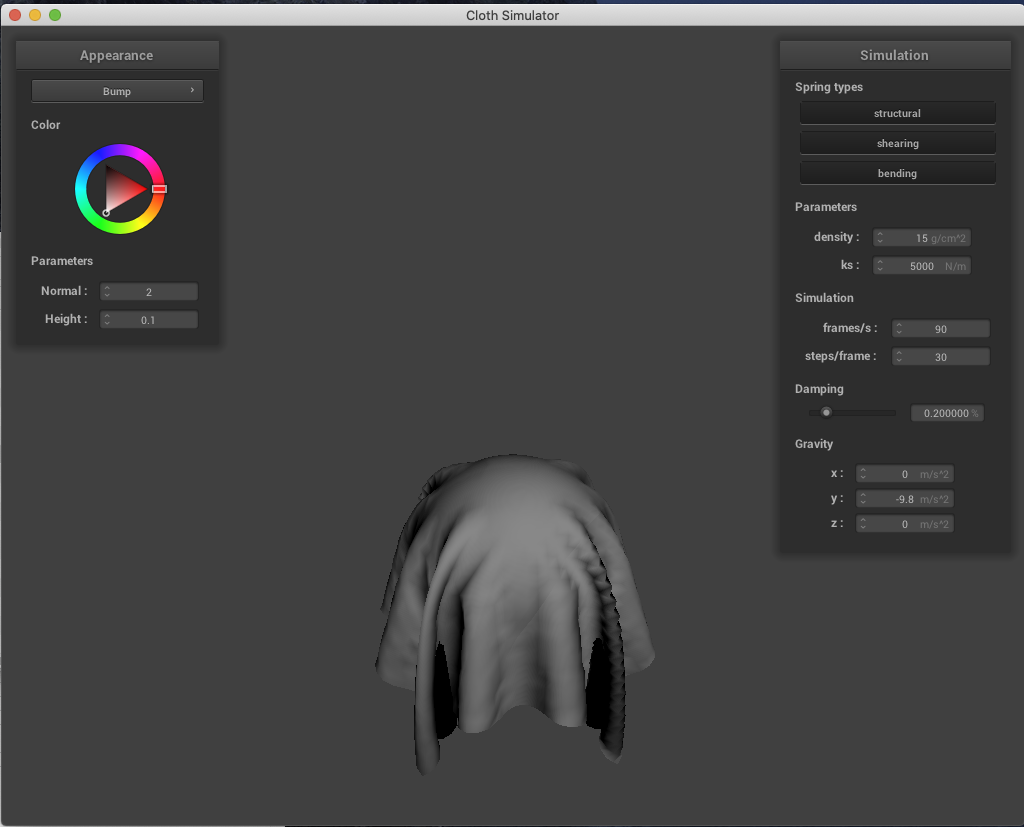 Cloth Simulator
Appearance
Bump
Color
Parameters
Normal : 2
Height : 0.1
Simulation
Spring types
structural
shearing
bending
Parameters
density : 15 g/cm^2
ks : 5000 N/m
Simulation
frames/s : 90
steps/frame : 30
Damping
0.200000 %
Gravity
x : 0 m/s^2
y : -9.8 m/s^2
z : 0 m/s^2